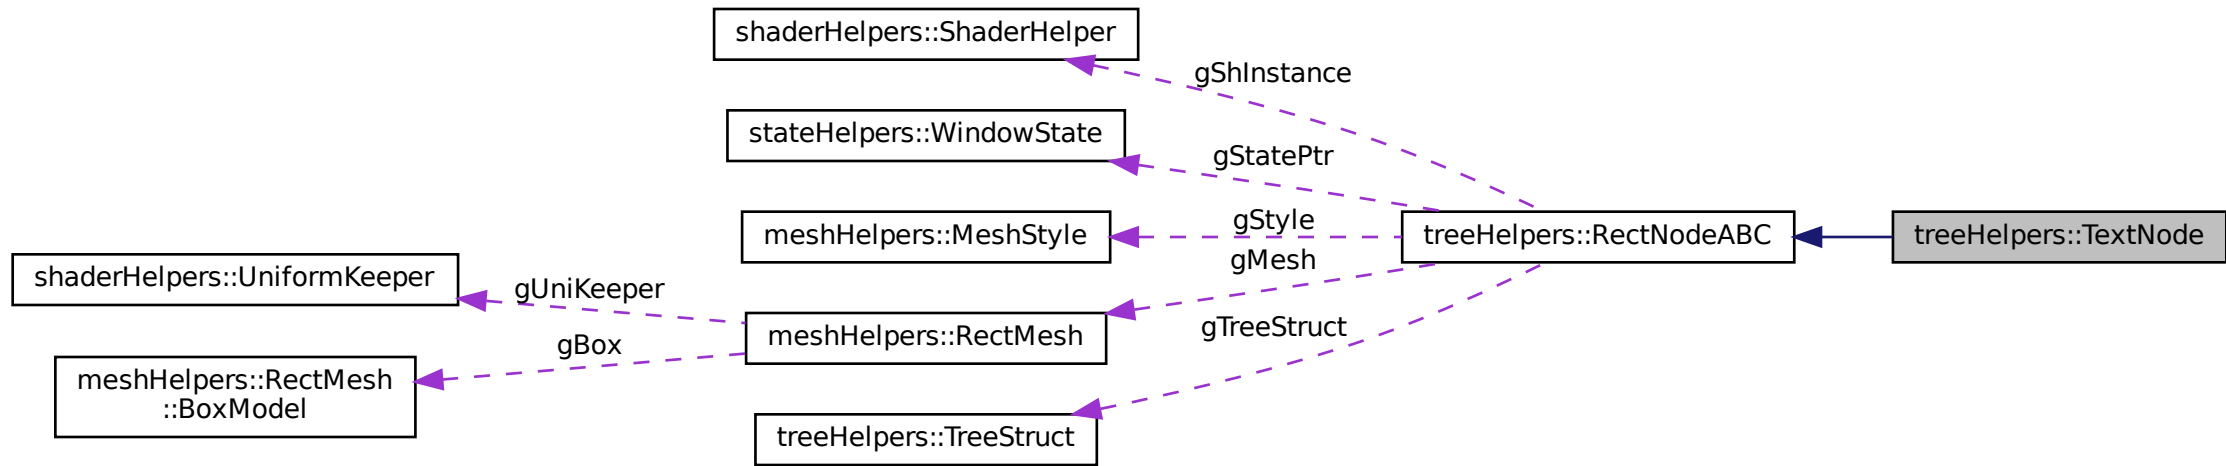 shaderHelpers::ShaderHelper
gShInstance
stateHelpers::WindowState
gStatePtr
meshHelpers::MeshStyle
gStyle
treeHelpers::RectNodeABC
treeHelpers::TextNode
gMesh
shaderHelpers::UniformKeeper
gUniKeeper
meshHelpers::RectMesh
gTreeStruct
gBox
meshHelpers::RectMesh
::BoxModel
treeHelpers::TreeStruct